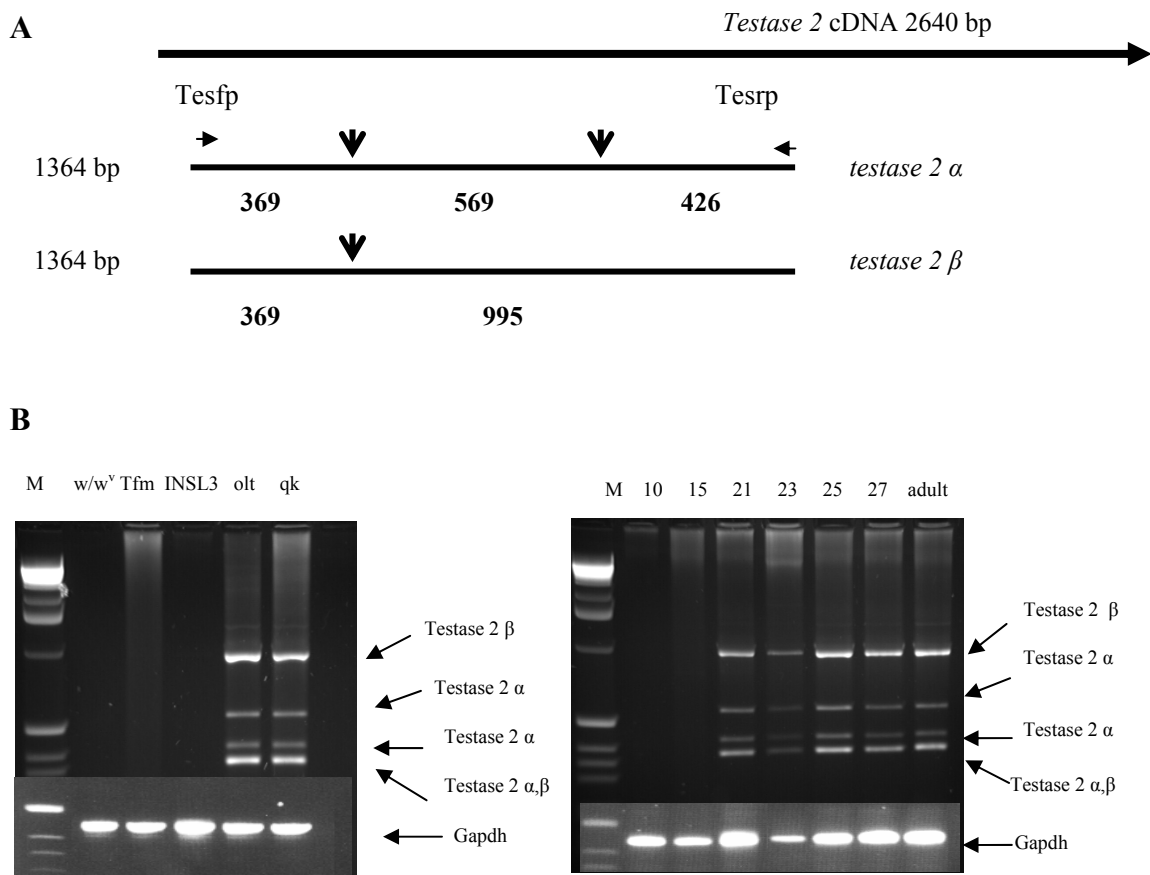 A
Testase 2 cDNA 2640 bp
Tesfp Tesrp
1364 bp testase 2 α
369 569 426
1364 bp testase 2 β
369 995
B
M w/wᵛ Tfm INSL3 olt qk
Testase 2 β
Testase 2 α
Testase 2 α
Testase 2 α,β
Gapdh
M 10 15 21 23 25 27 adult
Testase 2 β
Testase 2 α
Testase 2 α
Testase 2 α,β
Gapdh